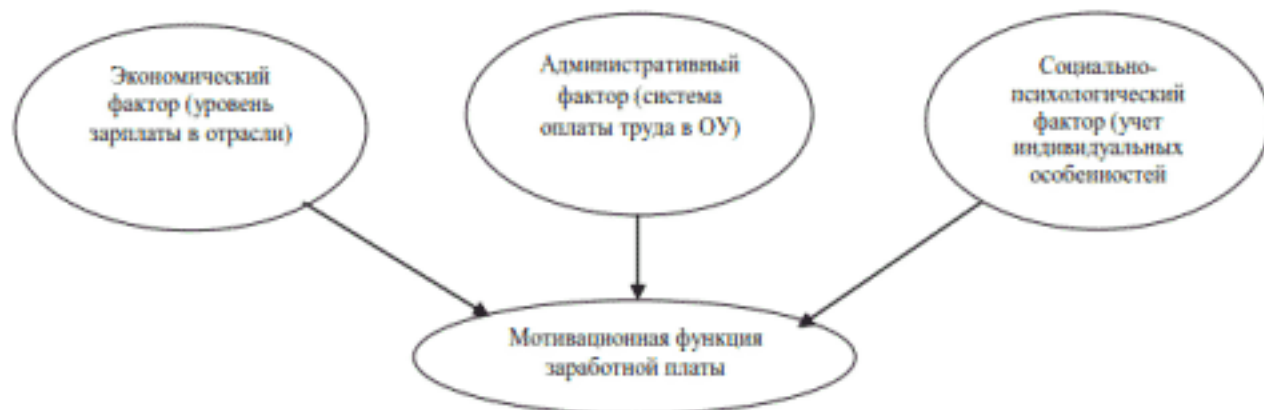 Экономический
фактор (уровень
зарплаты в отрасли)
Административный
фактор (система
оплаты труда в ОУ)
Социально-
психологический
фактор (учет
индивидуальных
особенностей
Мотивационная функция
заработной платы